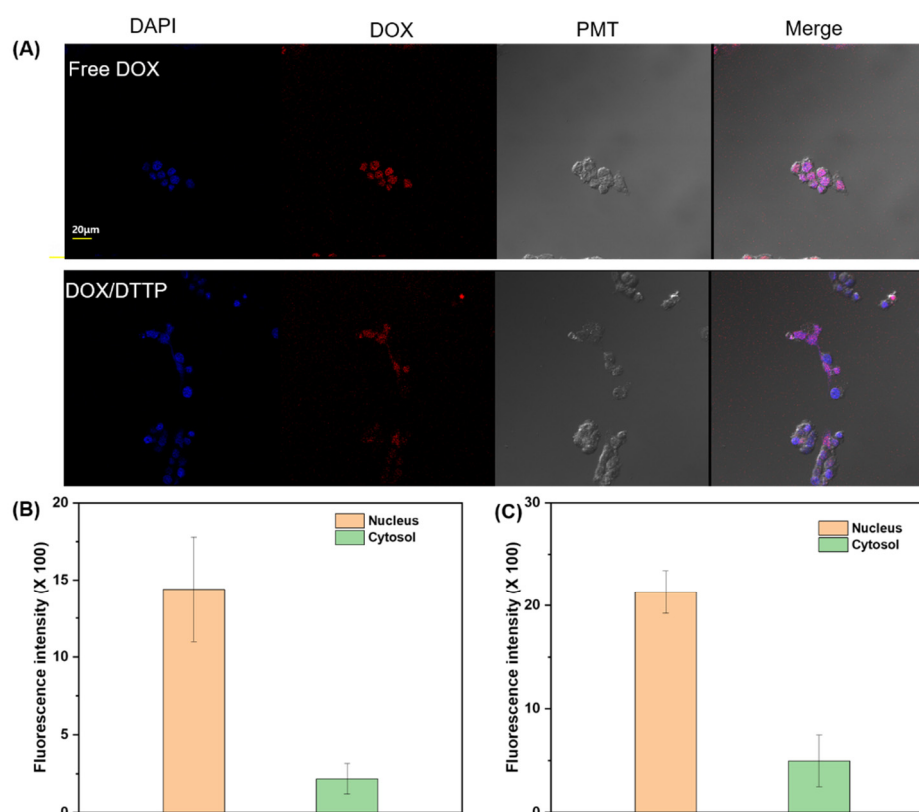 DAPI DOX PMT Merge
(A)
Free DOX
20μm
DOX/DTTP
(B)
20
15
10
5
0
Fluorescence intensity (X 100)
Nucleus
Cytosol
(C)
30
20
10
0
Fluorescence intensity (X 100)
Nucleus
Cytosol